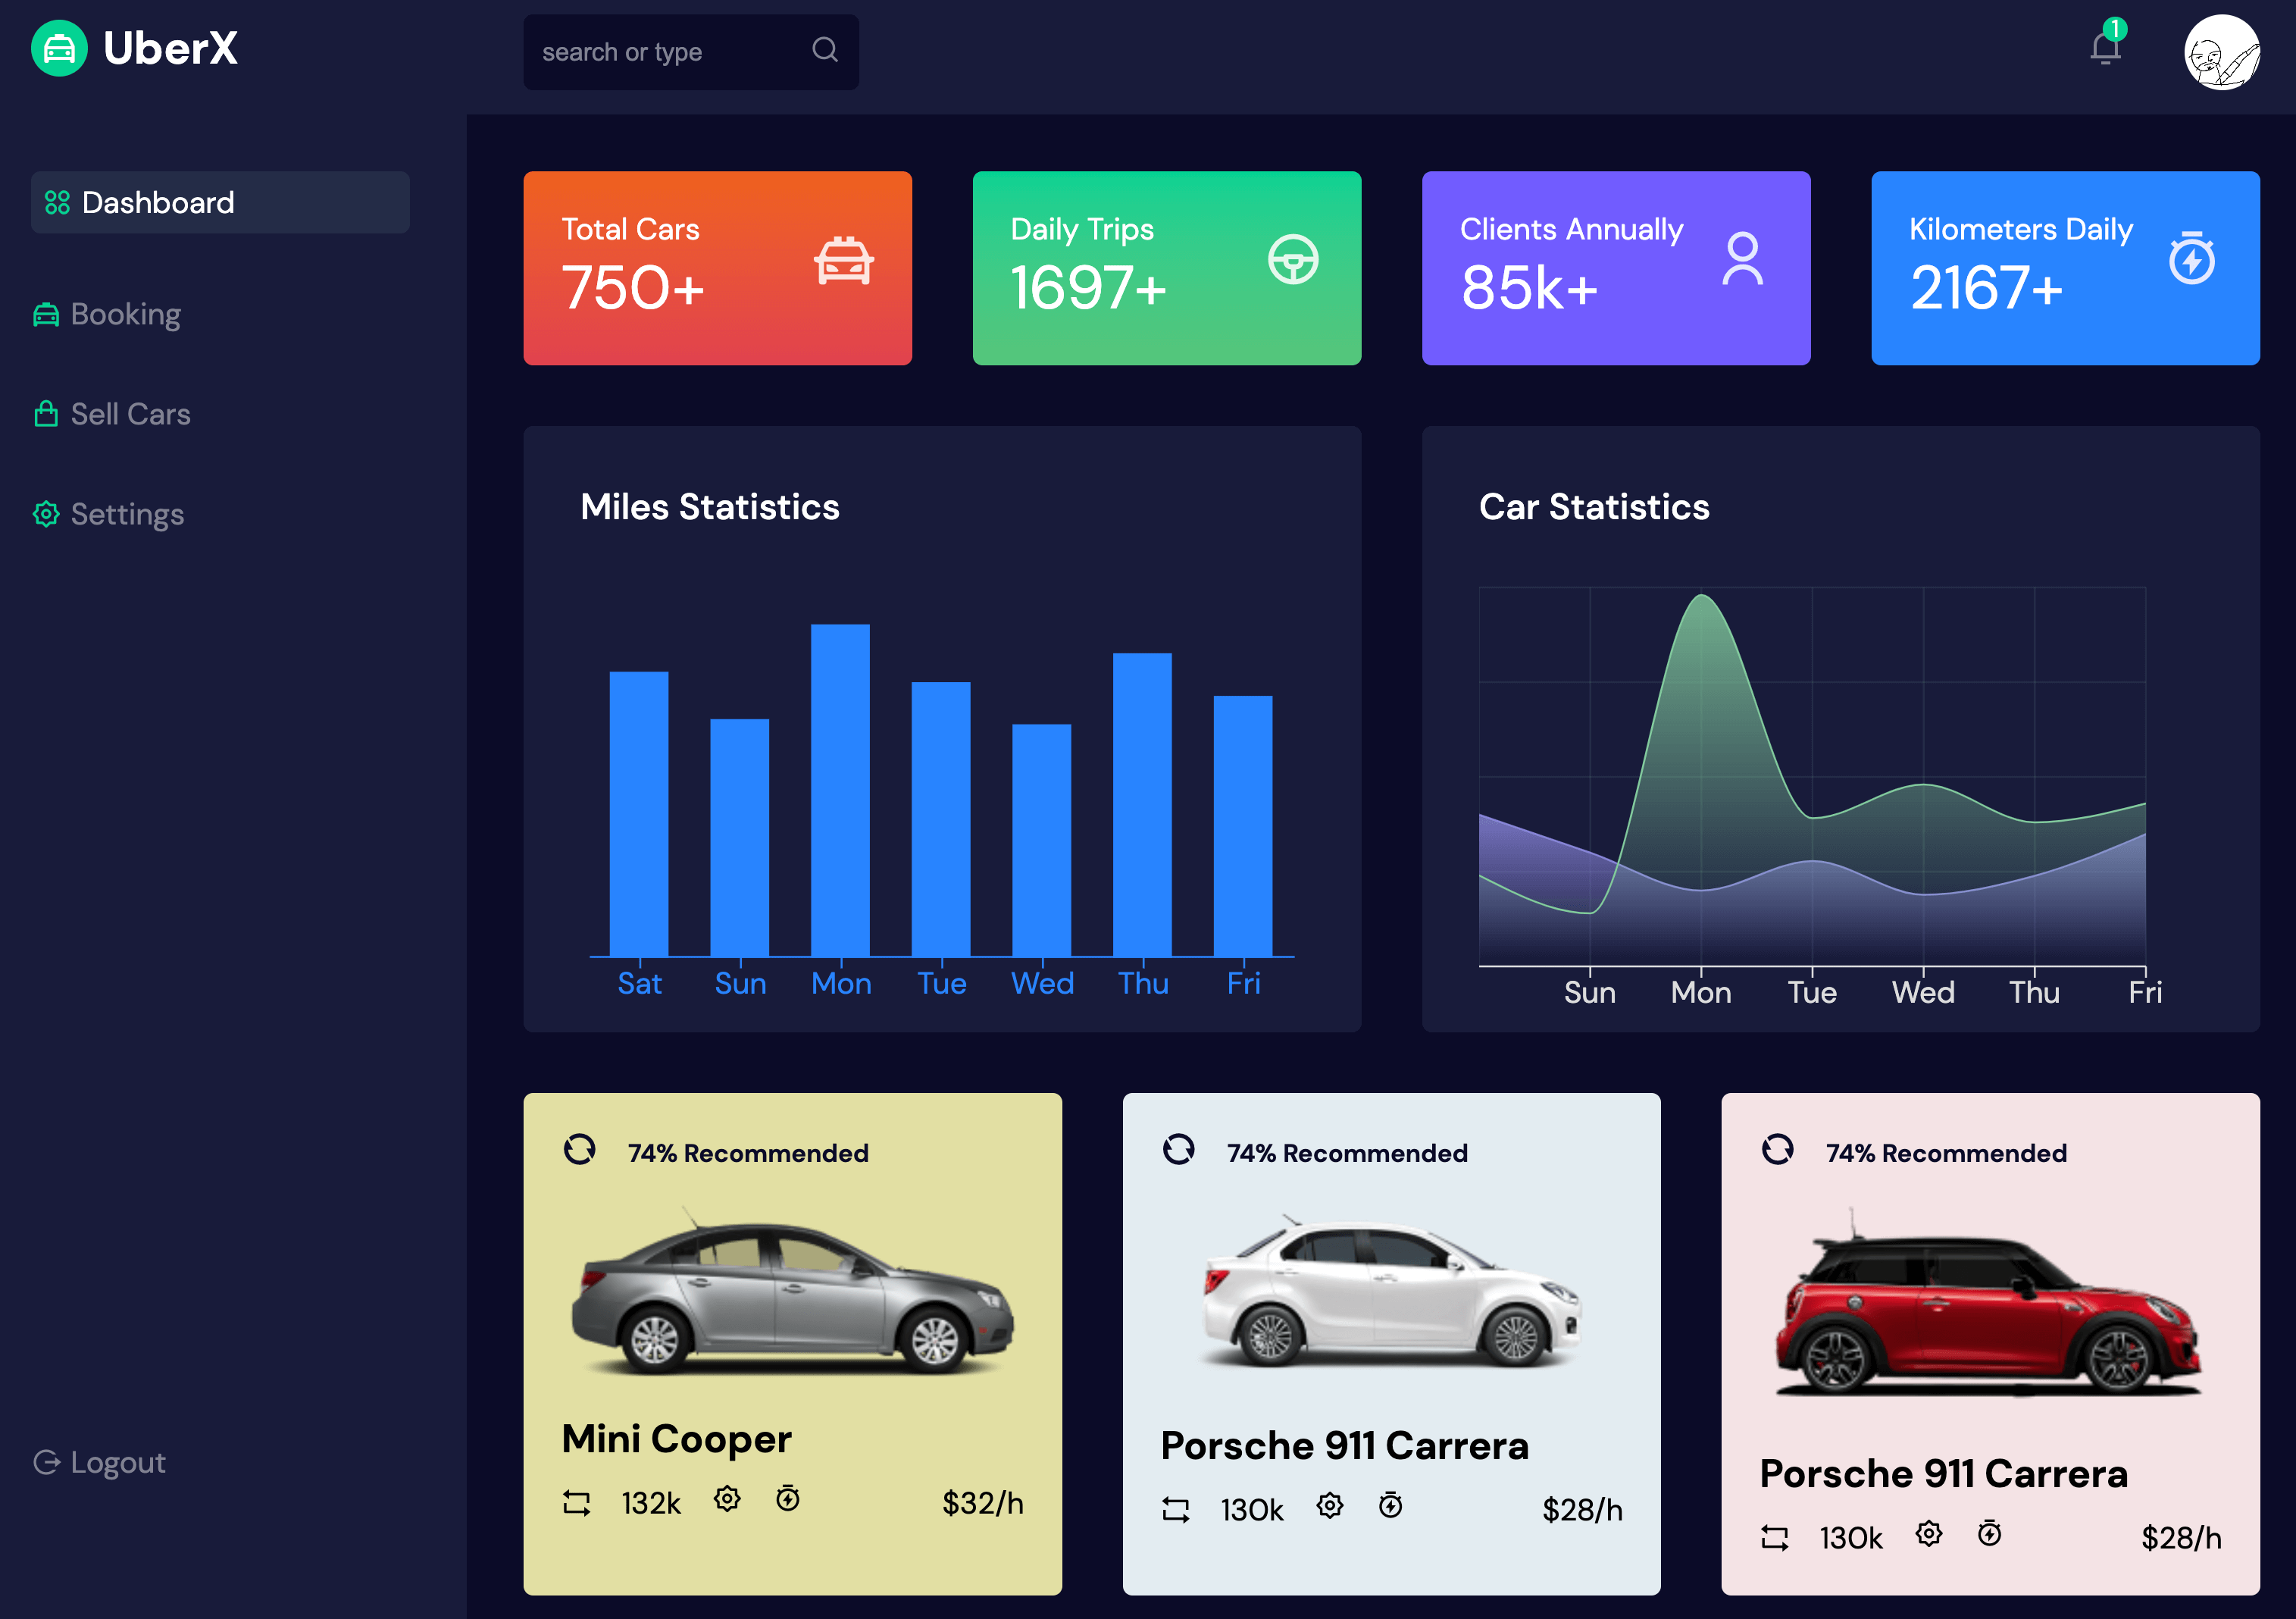 UberX
search or type
1
Dashboard
Booking
Sell Cars
Settings
Logout
Total Cars
750+
Daily Trips
1697+
Clients Annually
85k+
Kilometers Daily
2167+
Miles Statistics
Sat Sun Mon Tue Wed Thu Fri
Car Statistics
Sun Mon Tue Wed Thu Fri
74% Recommended
Mini Cooper
132k $32/h
74% Recommended
Porsche 911 Carrera
130k $28/h
74% Recommended
Porsche 911 Carrera
130k $28/h